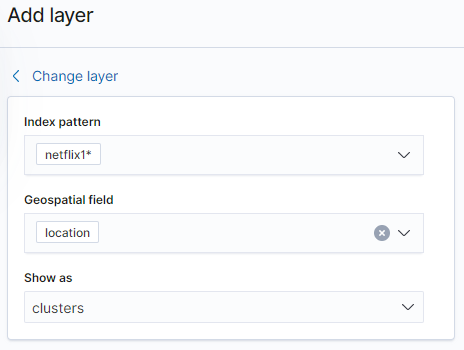 Add layer
Change layer
Index pattern
netflix1*
Geospatial field
location
Show as
clusters